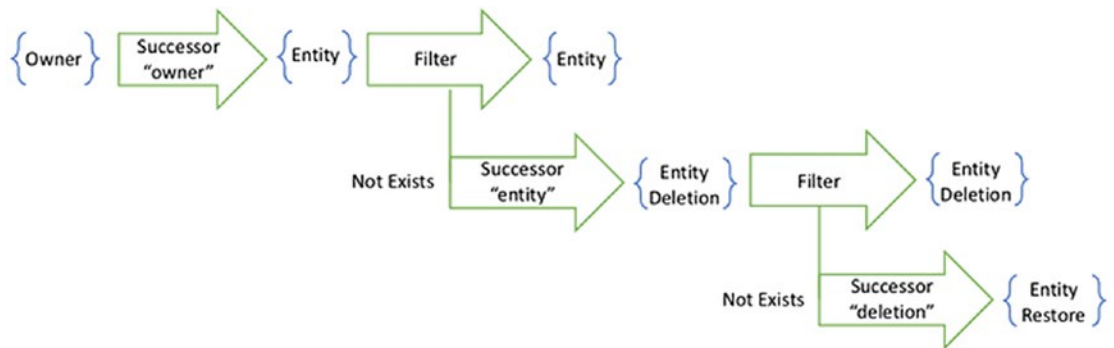 {Owner}
Successor
“owner”
{Entity}
Filter
{Entity}
Not Exists
Successor
“entity”
{Entity
Deletion}
Filter
{Entity
Deletion}
Not Exists
Successor
“deletion”
{Entity
Restore}